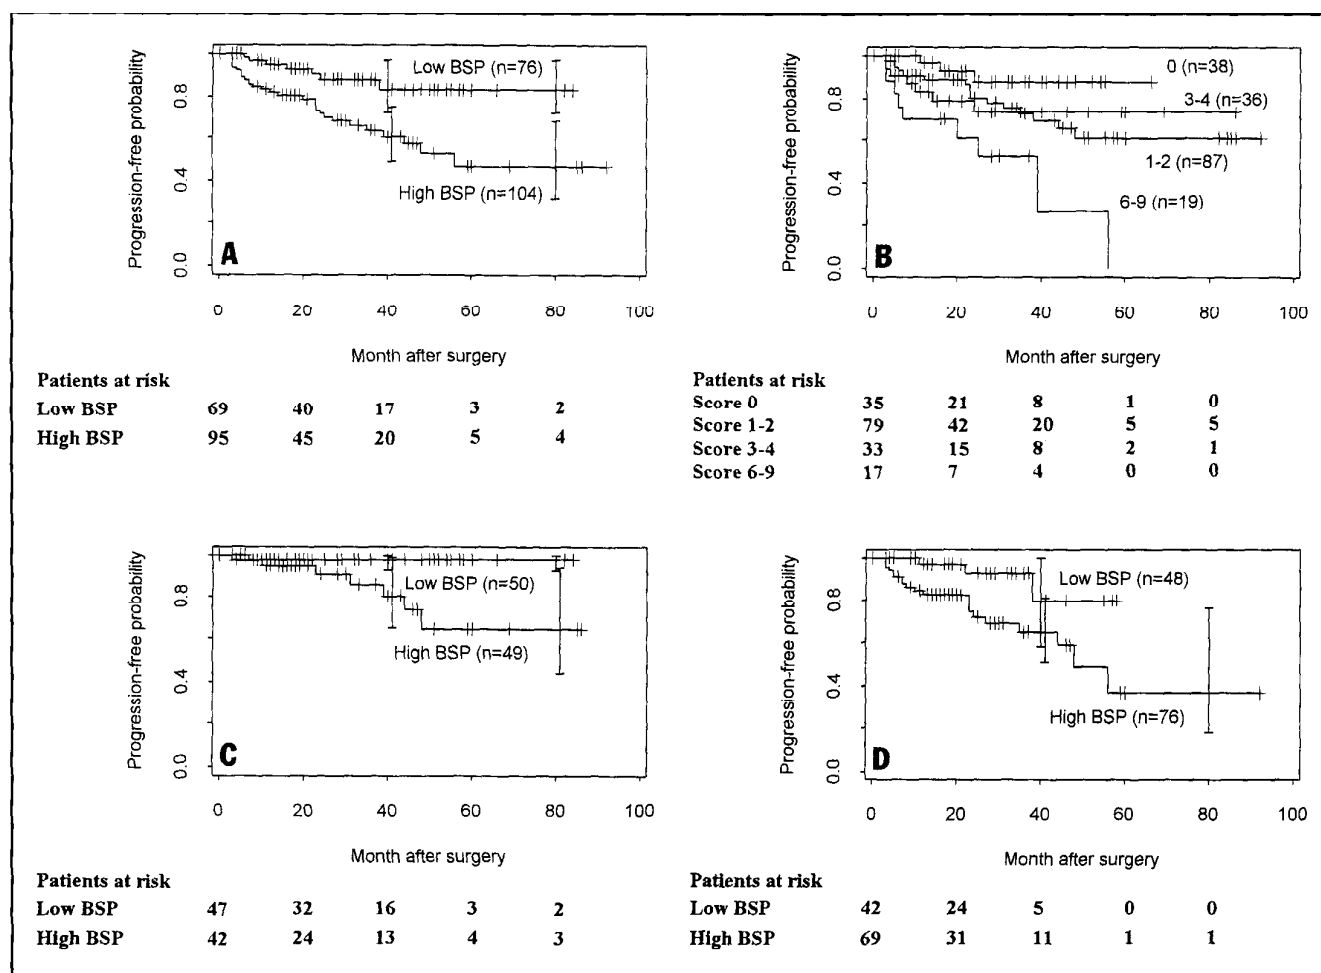 Progression-free probability
0.8
0.4
0.0
Low BSP (n=76)
High BSP (n=104)
A
0 20 40 60 80 100
Month after surgery
Patients at risk
Low BSP 69 40 17 3 2
High BSP 95 45 20 5 4
Progression-free probability
0.8
0.4
0.0
0 (n=38)
3-4 (n=36)
1-2 (n=87)
6-9 (n=19)
B
0 20 40 60 80 100
Month after surgery
Patients at risk
Score 0 35 21 8 1 0
Score 1-2 79 42 20 5 5
Score 3-4 33 15 8 2 1
Score 6-9 17 7 4 0 0
Progression-free probability
0.8
0.4
0.0
Low BSP (n=50)
High BSP (n=49)
C
0 20 40 60 80 100
Month after surgery
Patients at risk
Low BSP 47 32 16 3 2
High BSP 42 24 13 4 3
Progression-free probability
0.8
0.4
0.0
Low BSP (n=48)
High BSP (n=76)
D
0 20 40 60 80 100
Month after surgery
Patients at risk
Low BSP 42 24 5 0 0
High BSP 69 31 11 1 1